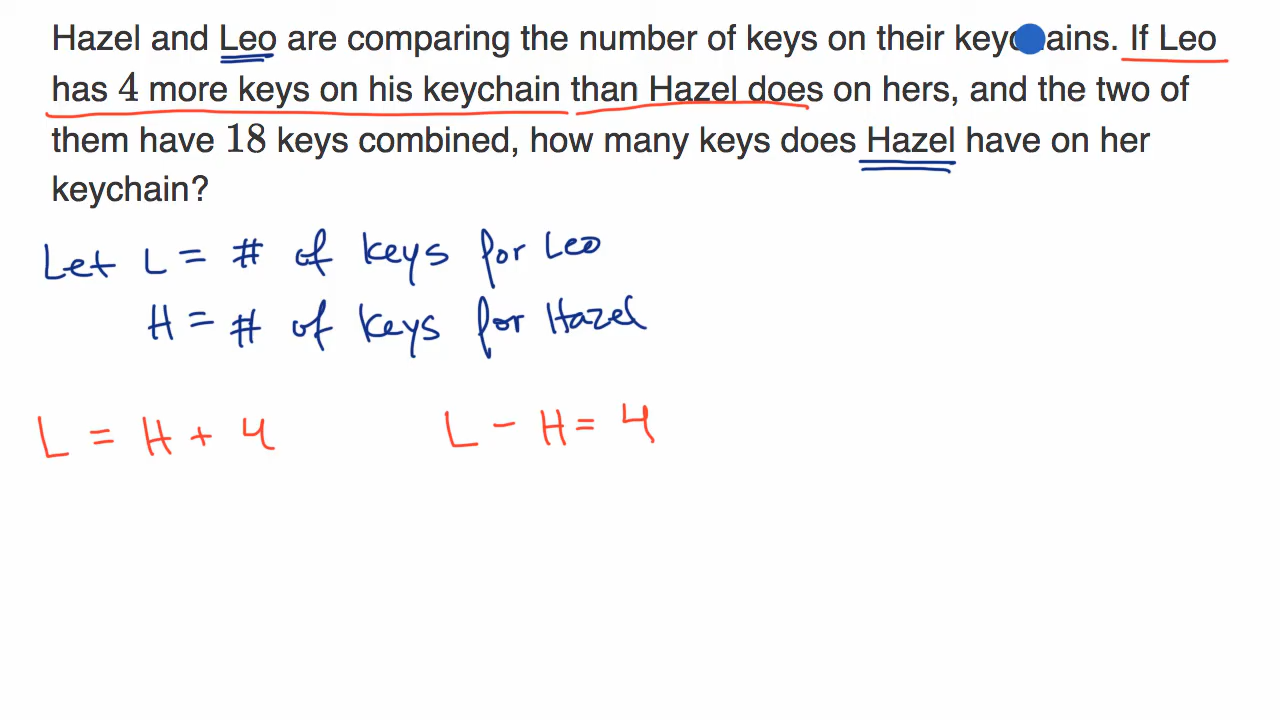 Hazel and Leo are comparing the number of keys on their keychains. If Leo
has 4 more keys on his keychain than Hazel does on hers, and the two of
them have 18 keys combined, how many keys does Hazel have on her
keychain?
Let L = # of keys for Leo
H = # of keys for Hazel
L = H + 4 L - H = 4